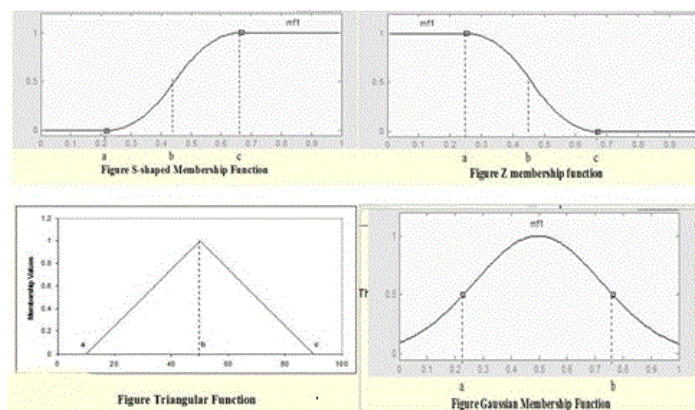 mf1
1
0.5
0
0 0.1 0.2 0.3 0.4 0.5 0.6 0.7 0.8 0.9 1
a b c
Figure S-shaped Membership Function
mf1
1
0.5
0
0 0.1 0.2 0.3 0.4 0.5 0.6 0.7 0.8 0.9
a b c
Figure Z membership function
Membership Values
1.2
1
0.8
0.6
0.4
0.2
0
a b c
0 20 40 60 80 100
Figure Triangular Function
Th
mf1
1
0.5
0
0 0.1 0.2 0.3 0.4 0.5 0.6 0.7 0.8 0.9 1
a b
Figure Gaussian Membership Function